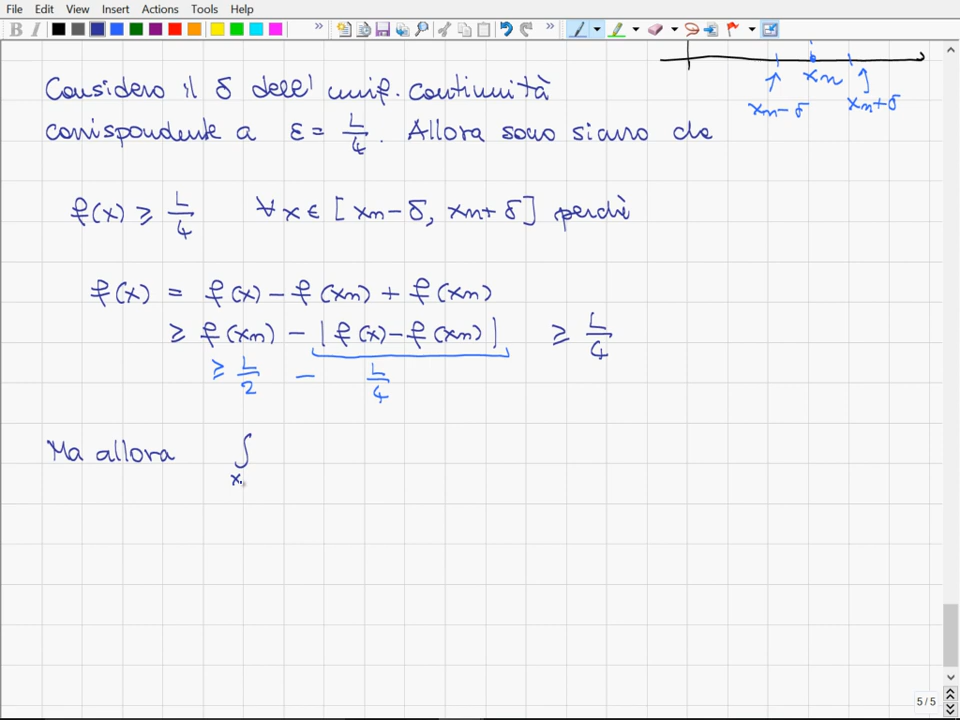 File Edit View Insert Actions Tools Help
B I
xn-δ xn xn+δ
Considero il δ dell' unif. continuità
corrispondente a ε = L/4. Allora sono sicuro che
f(x) ≥ L/4 ∀x∈ [xn-δ, xn+δ] perché
f(x) = f(x) - f(xn) + f(xn)
≥ f(xn) - |f(x)-f(xn)| ≥ L/4
≥ L/2 - L/4
Ma allora ∫
x
5 / 5